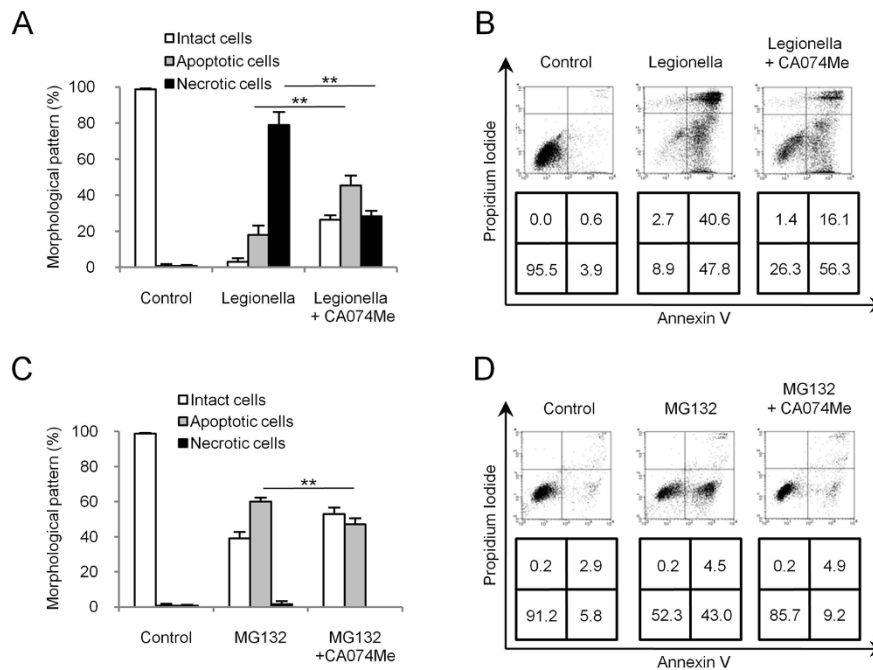 A
Intact cells
Apoptotic cells
Necrotic cells
**
**
Morphological pattern (%)
100
80
60
40
20
0
Control
Legionella
Legionella
+ CA074Me
B
Control
Legionella
Legionella
+ CA074Me
Propidium Iodide
0.0 0.6
95.5 3.9
2.7 40.6
8.9 47.8
1.4 16.1
26.3 56.3
Annexin V
C
Intact cells
Apoptotic cells
Necrotic cells
**
Morphological pattern (%)
100
80
60
40
20
0
Control
MG132
MG132
+CA074Me
D
Control
MG132
MG132
+ CA074Me
Propidium Iodide
0.2 2.9
91.2 5.8
0.2 4.5
52.3 43.0
0.2 4.9
85.7 9.2
Annexin V